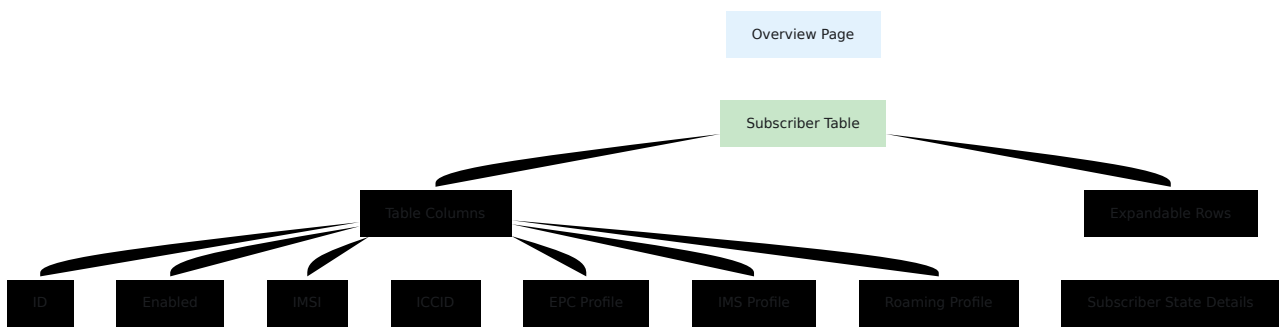 Overview Page
Subscriber Table
Table Columns
Expandable Rows
ID
Enabled
IMSI
ICCID
EPC Profile
IMS Profile
Roaming Profile
Subscriber State Details